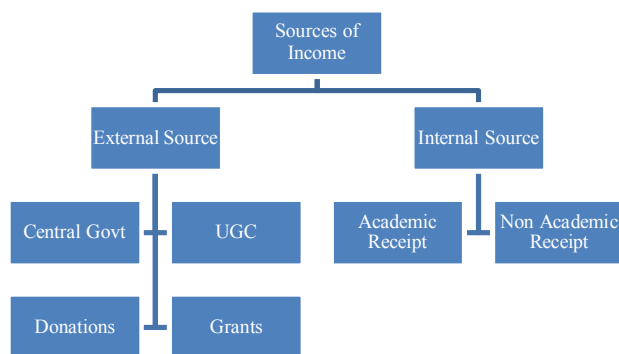 Sources of
Income
External Source
Internal Source
Central Govt
UGC
Academic
Receipt
Non Academic
Receipt
Donations
Grants